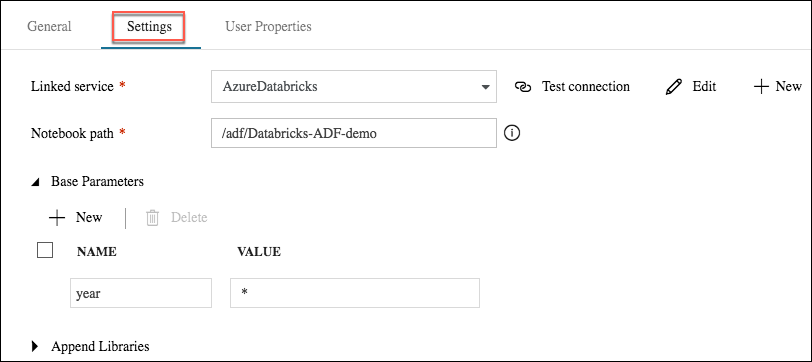 General Settings User Properties
Linked service * AzureDatabricks Test connection Edit New
Notebook path * /adf/Databricks-ADF-demo
Base Parameters
New Delete
NAME VALUE
year *
Append Libraries